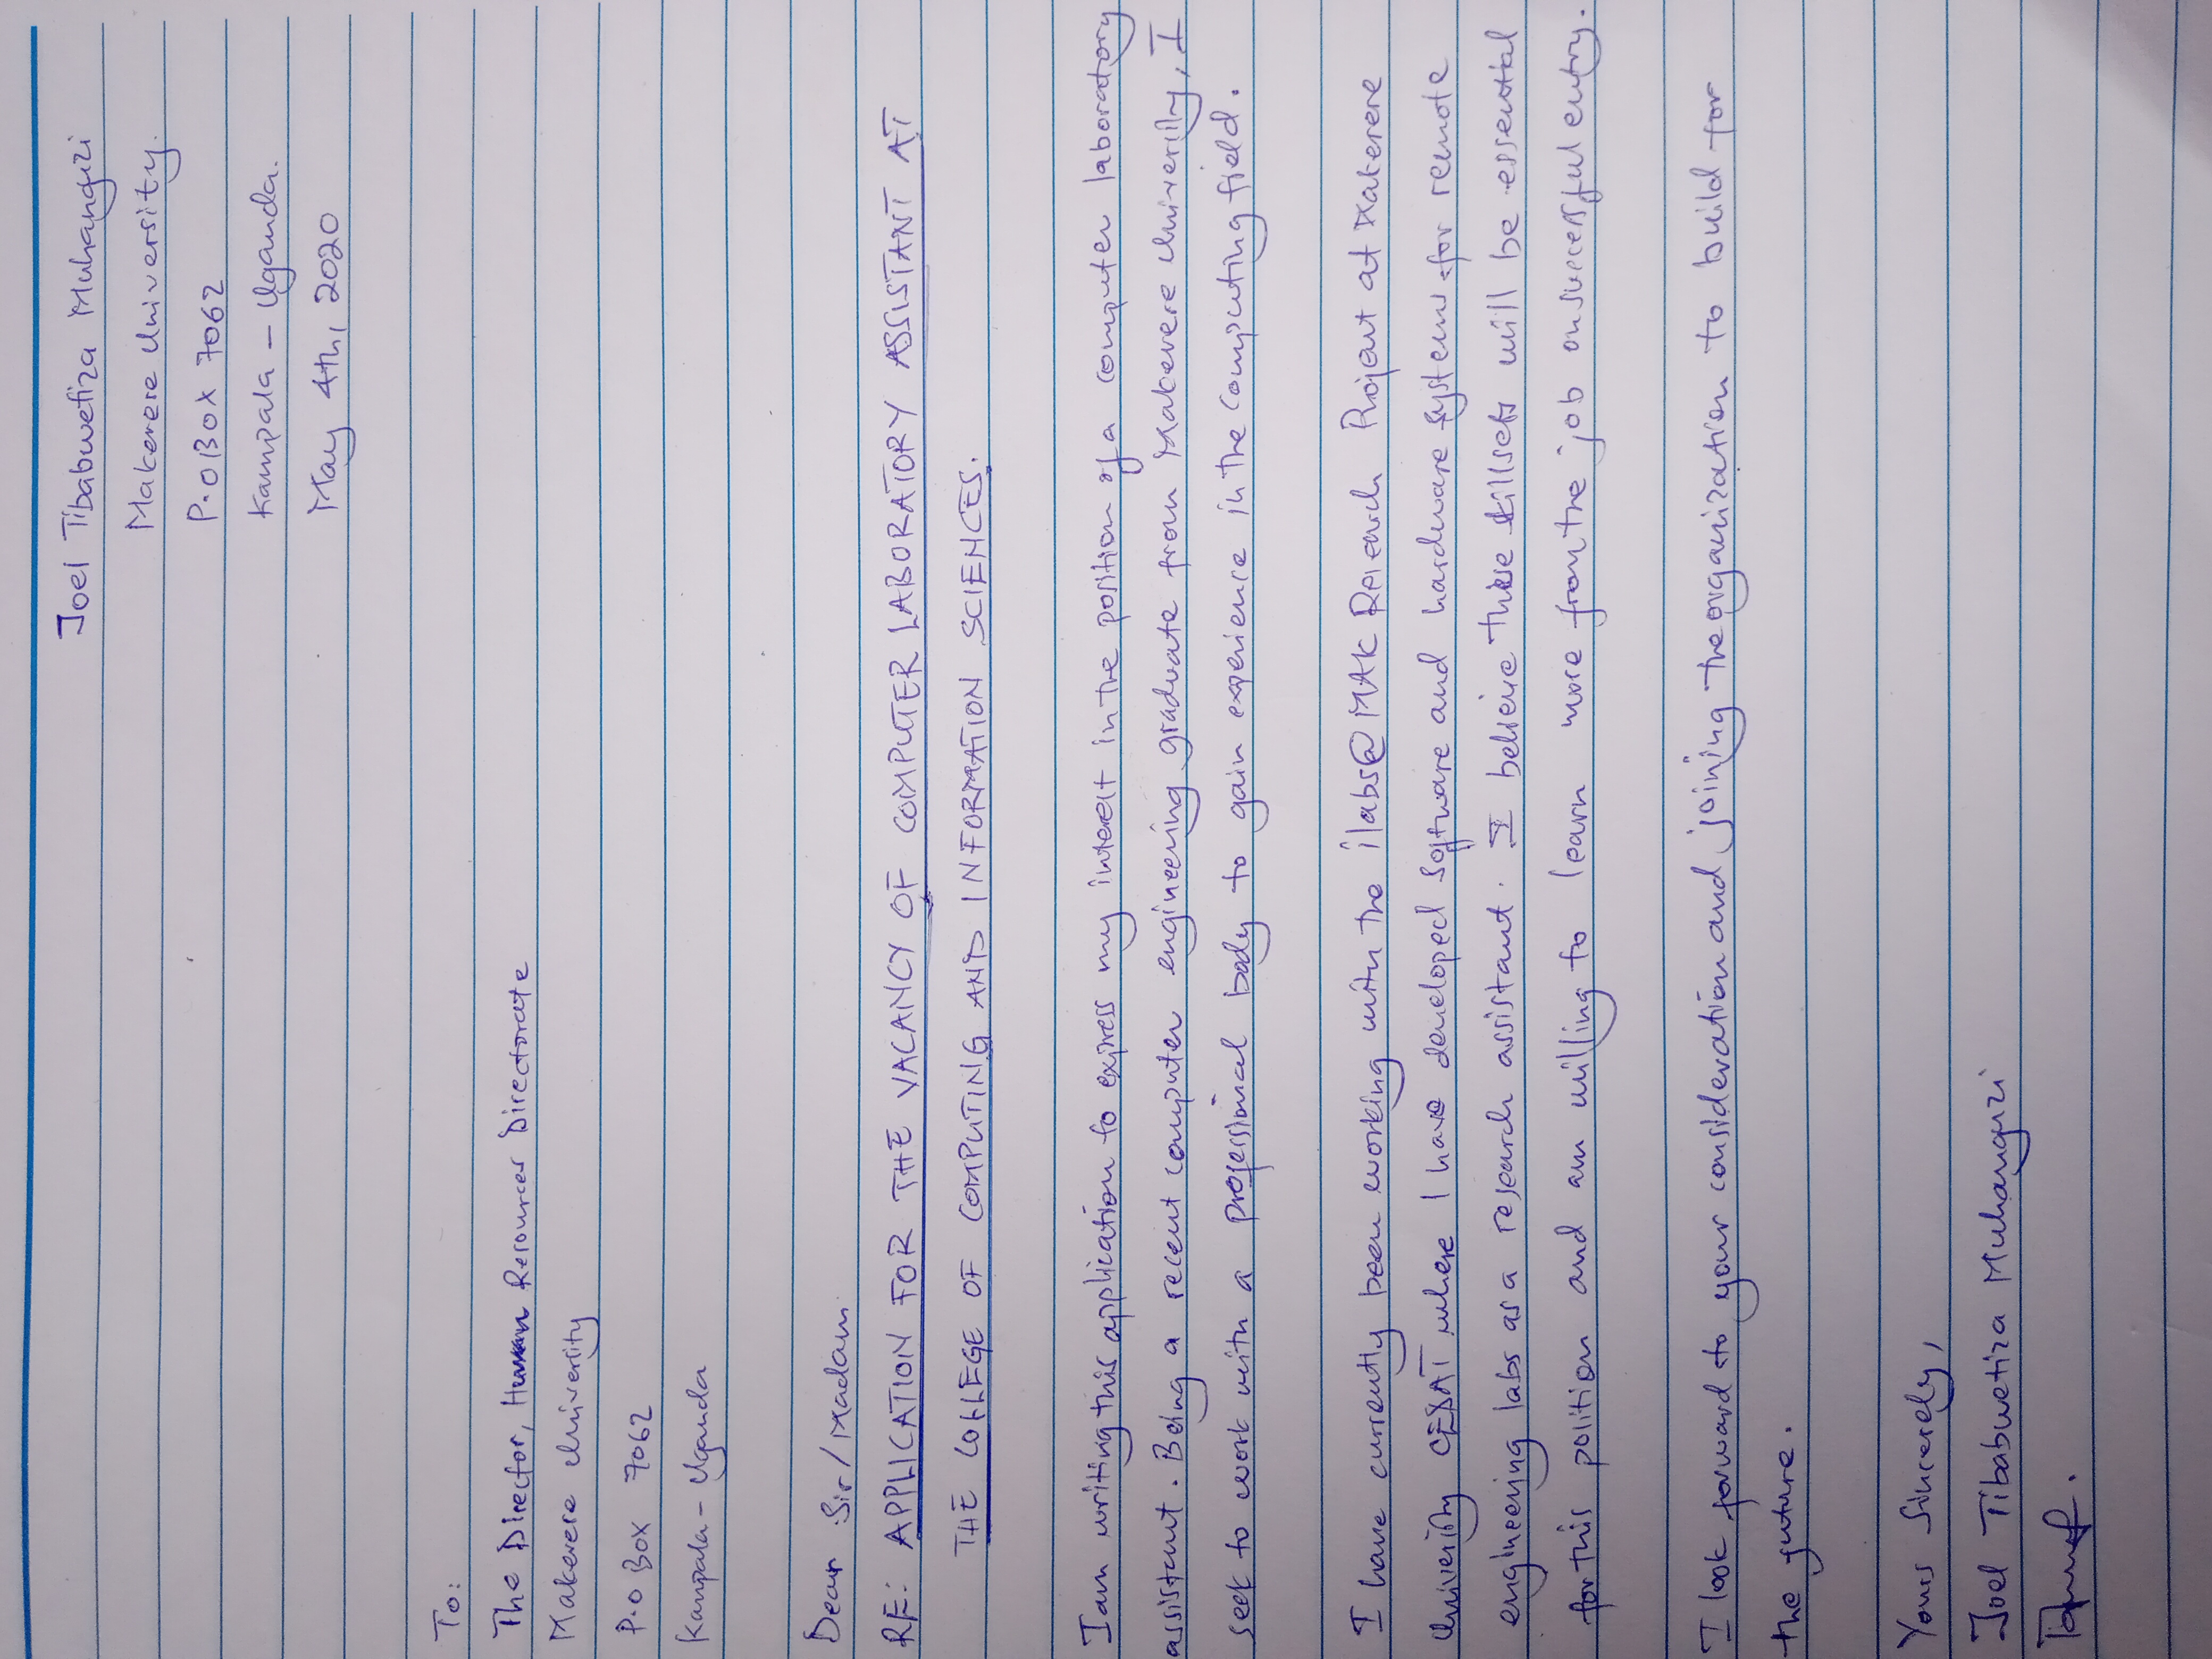 Joel Tibabwetiza Muhanguzi
Makerere University.
P.O BOX 7062
Kampala - Uganda.
May 4th, 2020
To:
The Director, Human Resources Directorate
Makerere University
P.O Box 7062
Kampala - Uganda
Dear Sir/Madam
RE: APPLICATION FOR THE VACANCY OF COMPUTER LABORATORY ASSISTANT AT
THE COLLEGE OF COMPUTING AND INFORMATION SCIENCES.
I am writing this application to express my interest in the position of a computer laboratory
assistant. Being a recent computer engineering graduate from Makerere University, I
seek to work with a professional body to gain experience in the computing field.
I have currently been working with the ilabs@MAK Research Project at Makerere
University CEDAT where I have developed software and hardware systems for remote
engineering labs as a research assistant. I believe these skillsets will be essential
for this position and am willing to learn more from the job on successful entry.
I look forward to your consideration and joining the organization to build for
the future.
Yours Sincerely,
Joel Tibabwetiza Muhanguzi